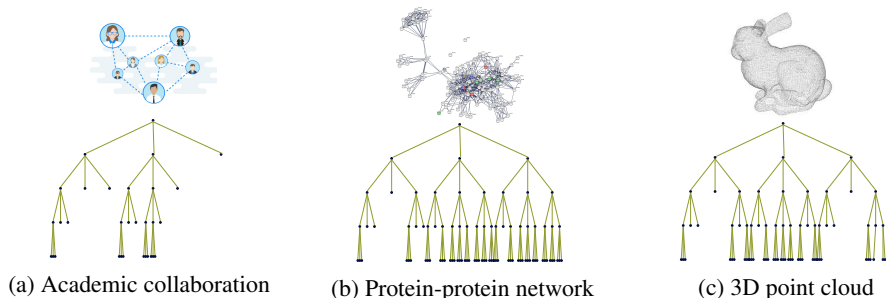 (a) Academic collaboration
(b) Protein-protein network
(c) 3D point cloud